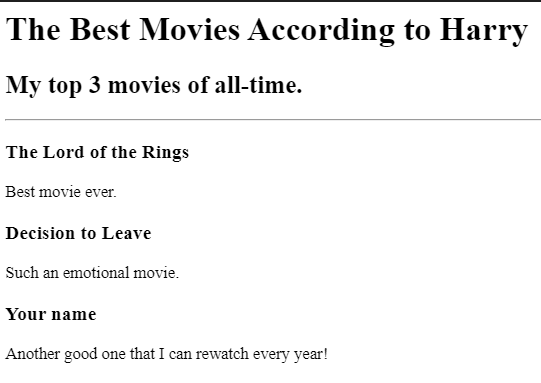 The Best Movies According to Harry
My top 3 movies of all-time.
The Lord of the Rings
Best movie ever.
Decision to Leave
Such an emotional movie.
Your name
Another good one that I can rewatch every year!